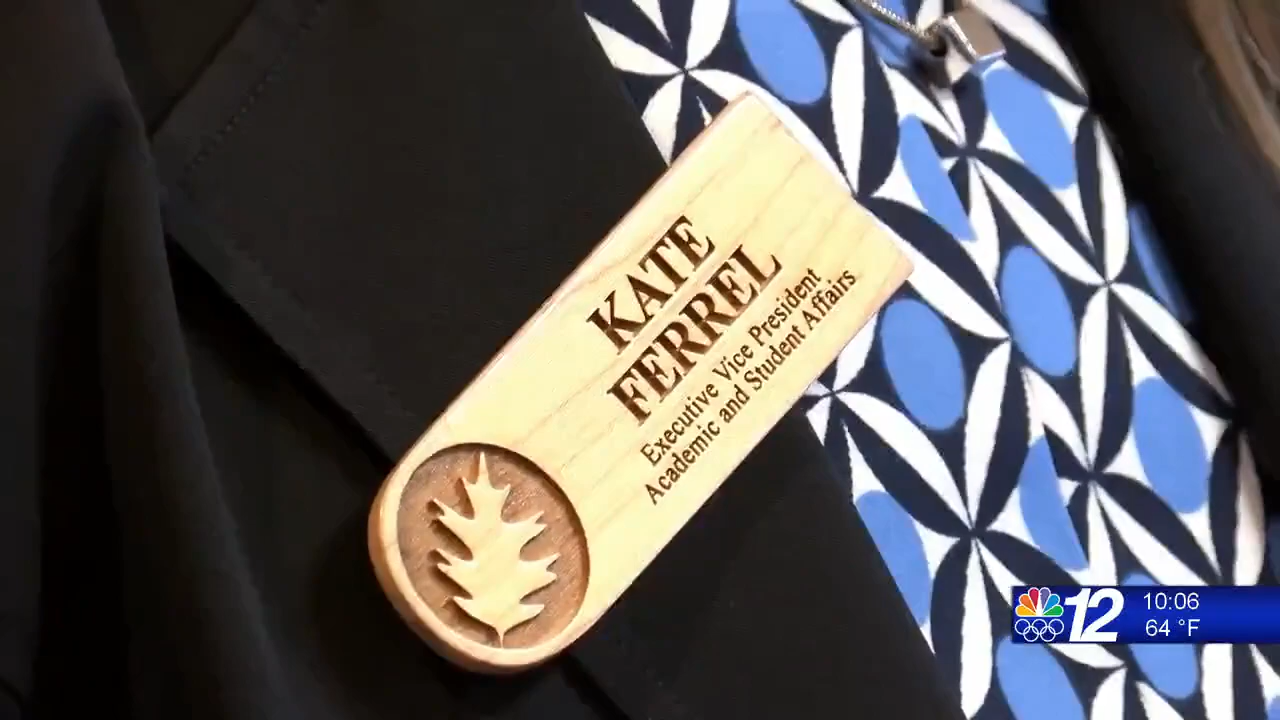 KATE
FERREL
Executive Vice President
Academic and Student Affairs
12
10:06
64 °F